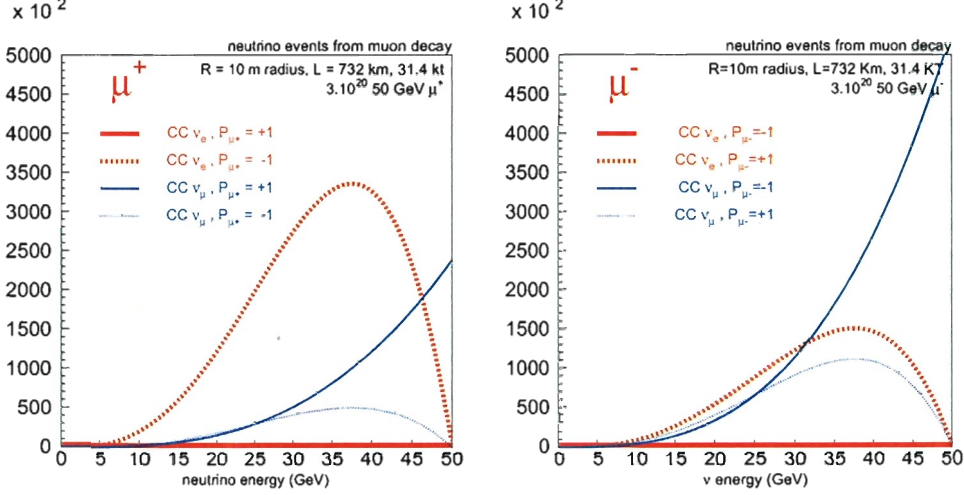 x 10 2
neutrino events from muon decay
R = 10 m radius, L = 732 km, 31.4 kt
3.10 20 50 GeV μ+
μ+
CC νe , Pμ+ = +1
CC νe , Pμ+ = -1
CC νμ , Pμ+ = +1
CC νμ , Pμ+ = -1
5000
4500
4000
3500
3000
2500
2000
1500
1000
500
0
0 5 10 15 20 25 30 35 40 45 50
neutrino energy (GeV)
x 10 2
neutrino events from muon decay
R=10m radius, L=732 Km, 31.4 KT
3.10 20 50 GeV μ-
μ-
CC νe , Pμ-=-1
CC νe , Pμ-=+1
CC νμ , Pμ-=-1
CC νμ , Pμ-=+1
5000
4500
4000
3500
3000
2500
2000
1500
1000
500
0
0 5 10 15 20 25 30 35 40 45 50
ν energy (GeV)